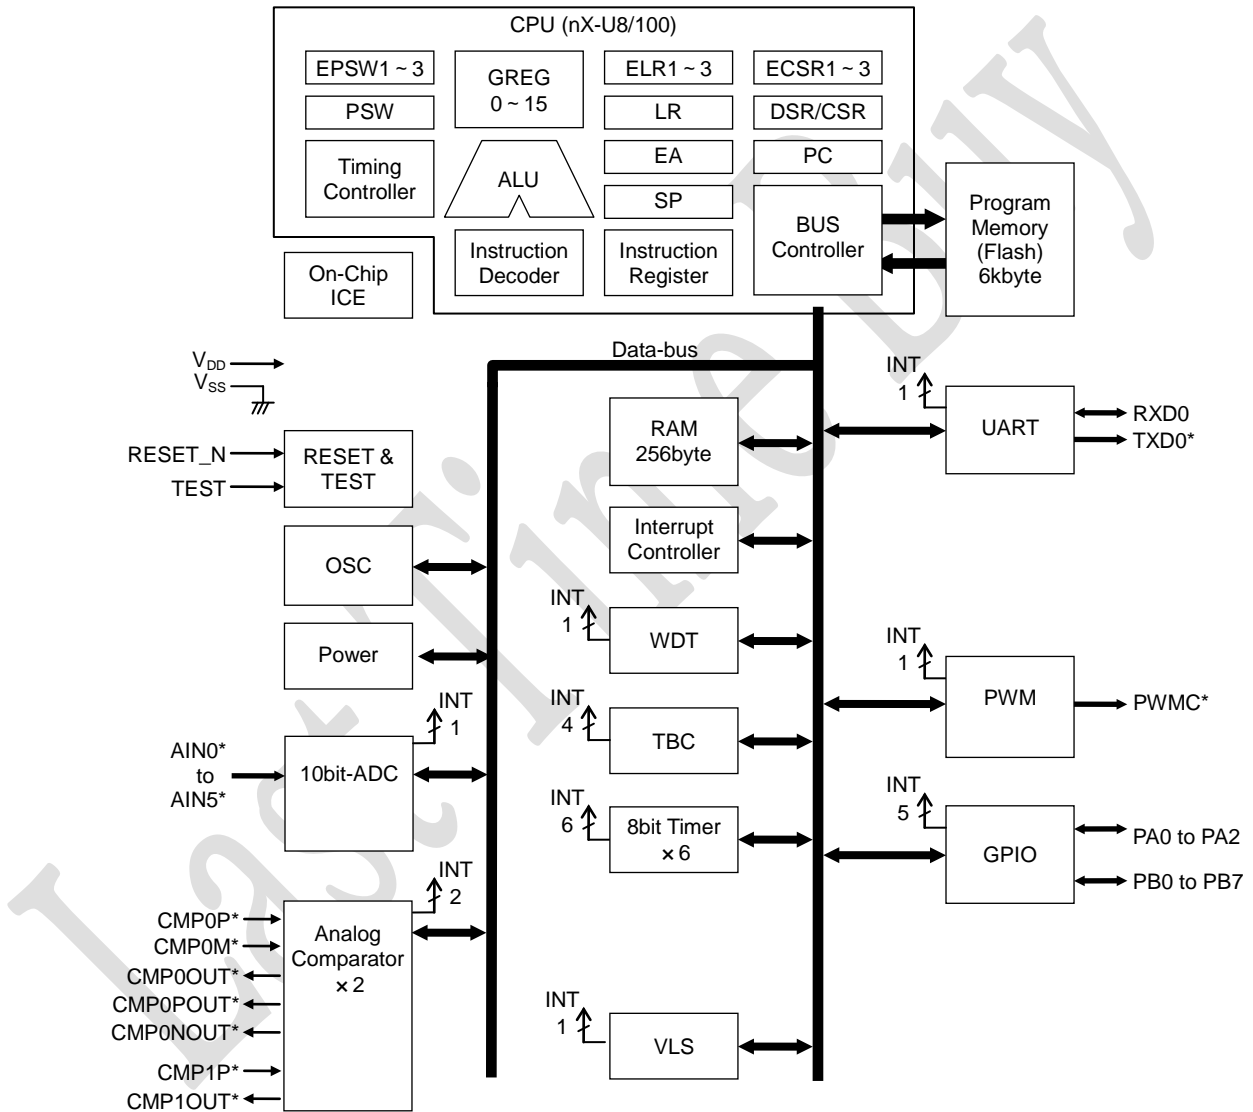 CPU (nX-U8/100)
EPSW1 ~ 3
GREG
0 ~ 15
ELR1 ~ 3
ECSR1 ~ 3
PSW
LR
DSR/CSR
Timing
Controller
ALU
EA
PC
SP
BUS
Controller
Program
Memory
(Flash)
6kbyte
Instruction
Decoder
Instruction
Register
On-Chip
ICE
Data-bus
VDD
VSS
INT
1
UART
RXD0
TXD0*
RAM
256byte
RESET_N
TEST
RESET &
TEST
Interrupt
Controller
OSC
INT
1
WDT
Power
INT
1
PWM
PWMC*
INT
1
AIN0*
to
AIN5*
10bit-ADC
INT
4
TBC
INT
6
8bit Timer
× 6
INT
5
GPIO
PA0 to PA2
PB0 to PB7
INT
2
Analog
Comparator
× 2
CMP0P*
CMP0M*
CMP0OUT*
CMP0POUT*
CMP0NOUT*
CMP1P*
CMP1OUT*
INT
1
VLS
Last Time Buy